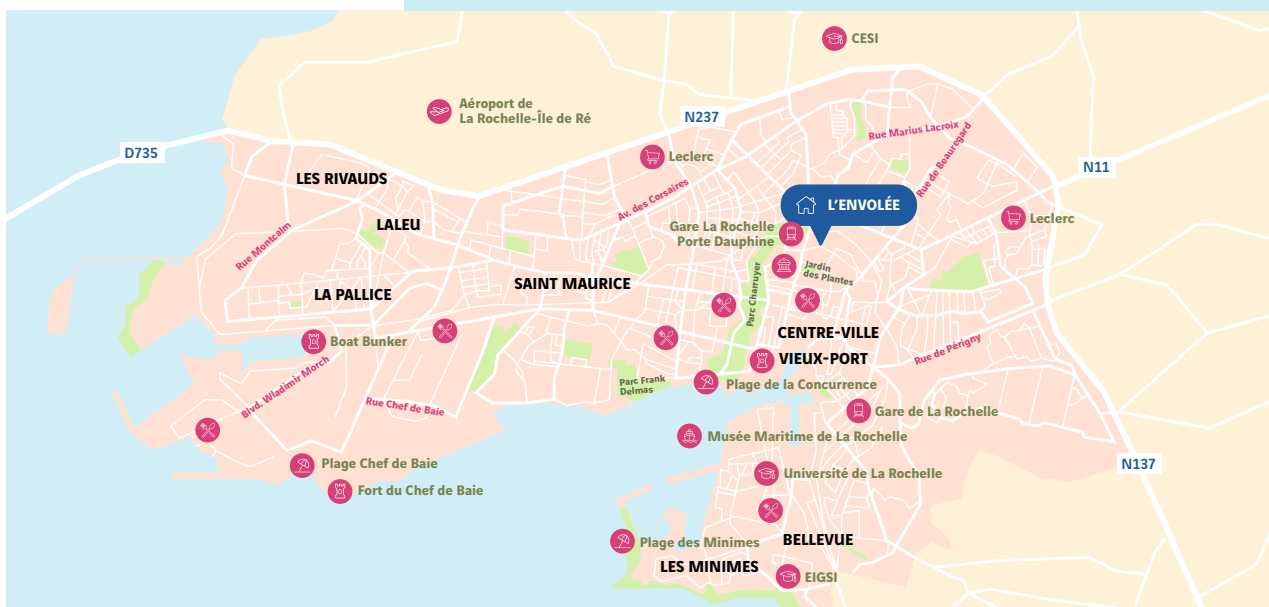 CESI
Aéroport de
La Rochelle-Île de Ré
N237
Rue Marius Lacroix
D735
Leclerc
N11
LES RIVAUDS
Rue de Beauregard
Av. des Corsaires
L'ENVOLÉE
LALEU
Gare La Rochelle
Porte Dauphine
Leclerc
Rue Montcalm
Jardin
des Plantes
SAINT MAURICE
LA PALLICE
Parc Charruyer
CENTRE-VILLE
Boat Bunker
VIEUX-PORT
Rue de Périgny
Blvd. Wladimir Morch
Parc Frank
Delmas
Plage de la Concurrence
Rue Chef de Baie
Gare de La Rochelle
Musée Maritime de La Rochelle
Plage Chef de Baie
N137
Université de La Rochelle
Fort du Chef de Baie
Plage des Minimes
BELLEVUE
LES MINIMES
EIGSI